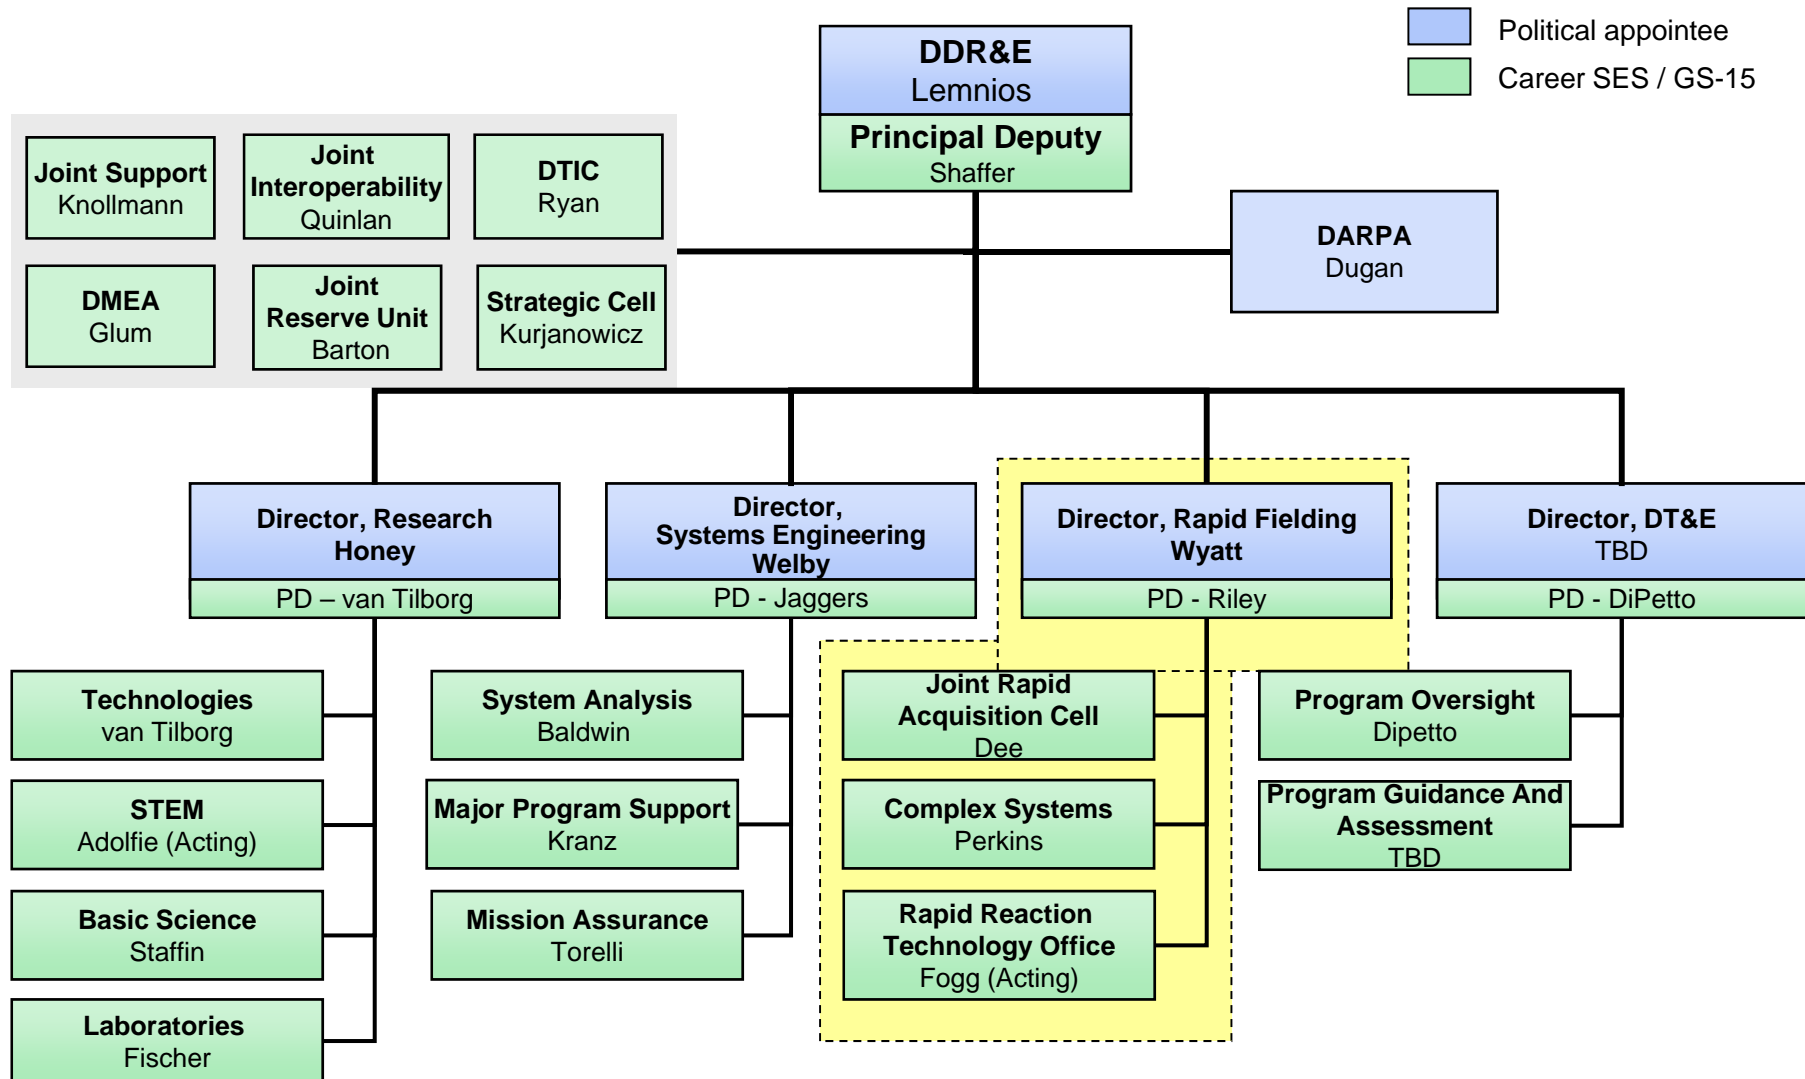 Political appointee
Career SES / GS-15
DDR&E
Lemnios
Principal Deputy
Shaffer
Joint Support
Knollmann
Joint
Interoperability
Quinlan
DTIC
Ryan
DMEA
Glum
Joint
Reserve Unit
Barton
Strategic Cell
Kurjanowicz
DARPA
Dugan
Director, Research
Honey
PD – van Tilborg
Director,
Systems Engineering
Welby
PD - Jaggers
Director, Rapid Fielding
Wyatt
PD - Riley
Director, DT&E
TBD
PD - DiPetto
Technologies
van Tilborg
STEM
Adolfie (Acting)
Basic Science
Staffin
Laboratories
Fischer
System Analysis
Baldwin
Major Program Support
Kranz
Mission Assurance
Torelli
Joint Rapid
Acquisition Cell
Dee
Complex Systems
Perkins
Rapid Reaction
Technology Office
Fogg (Acting)
Program Oversight
Dipetto
Program Guidance And
Assessment
TBD